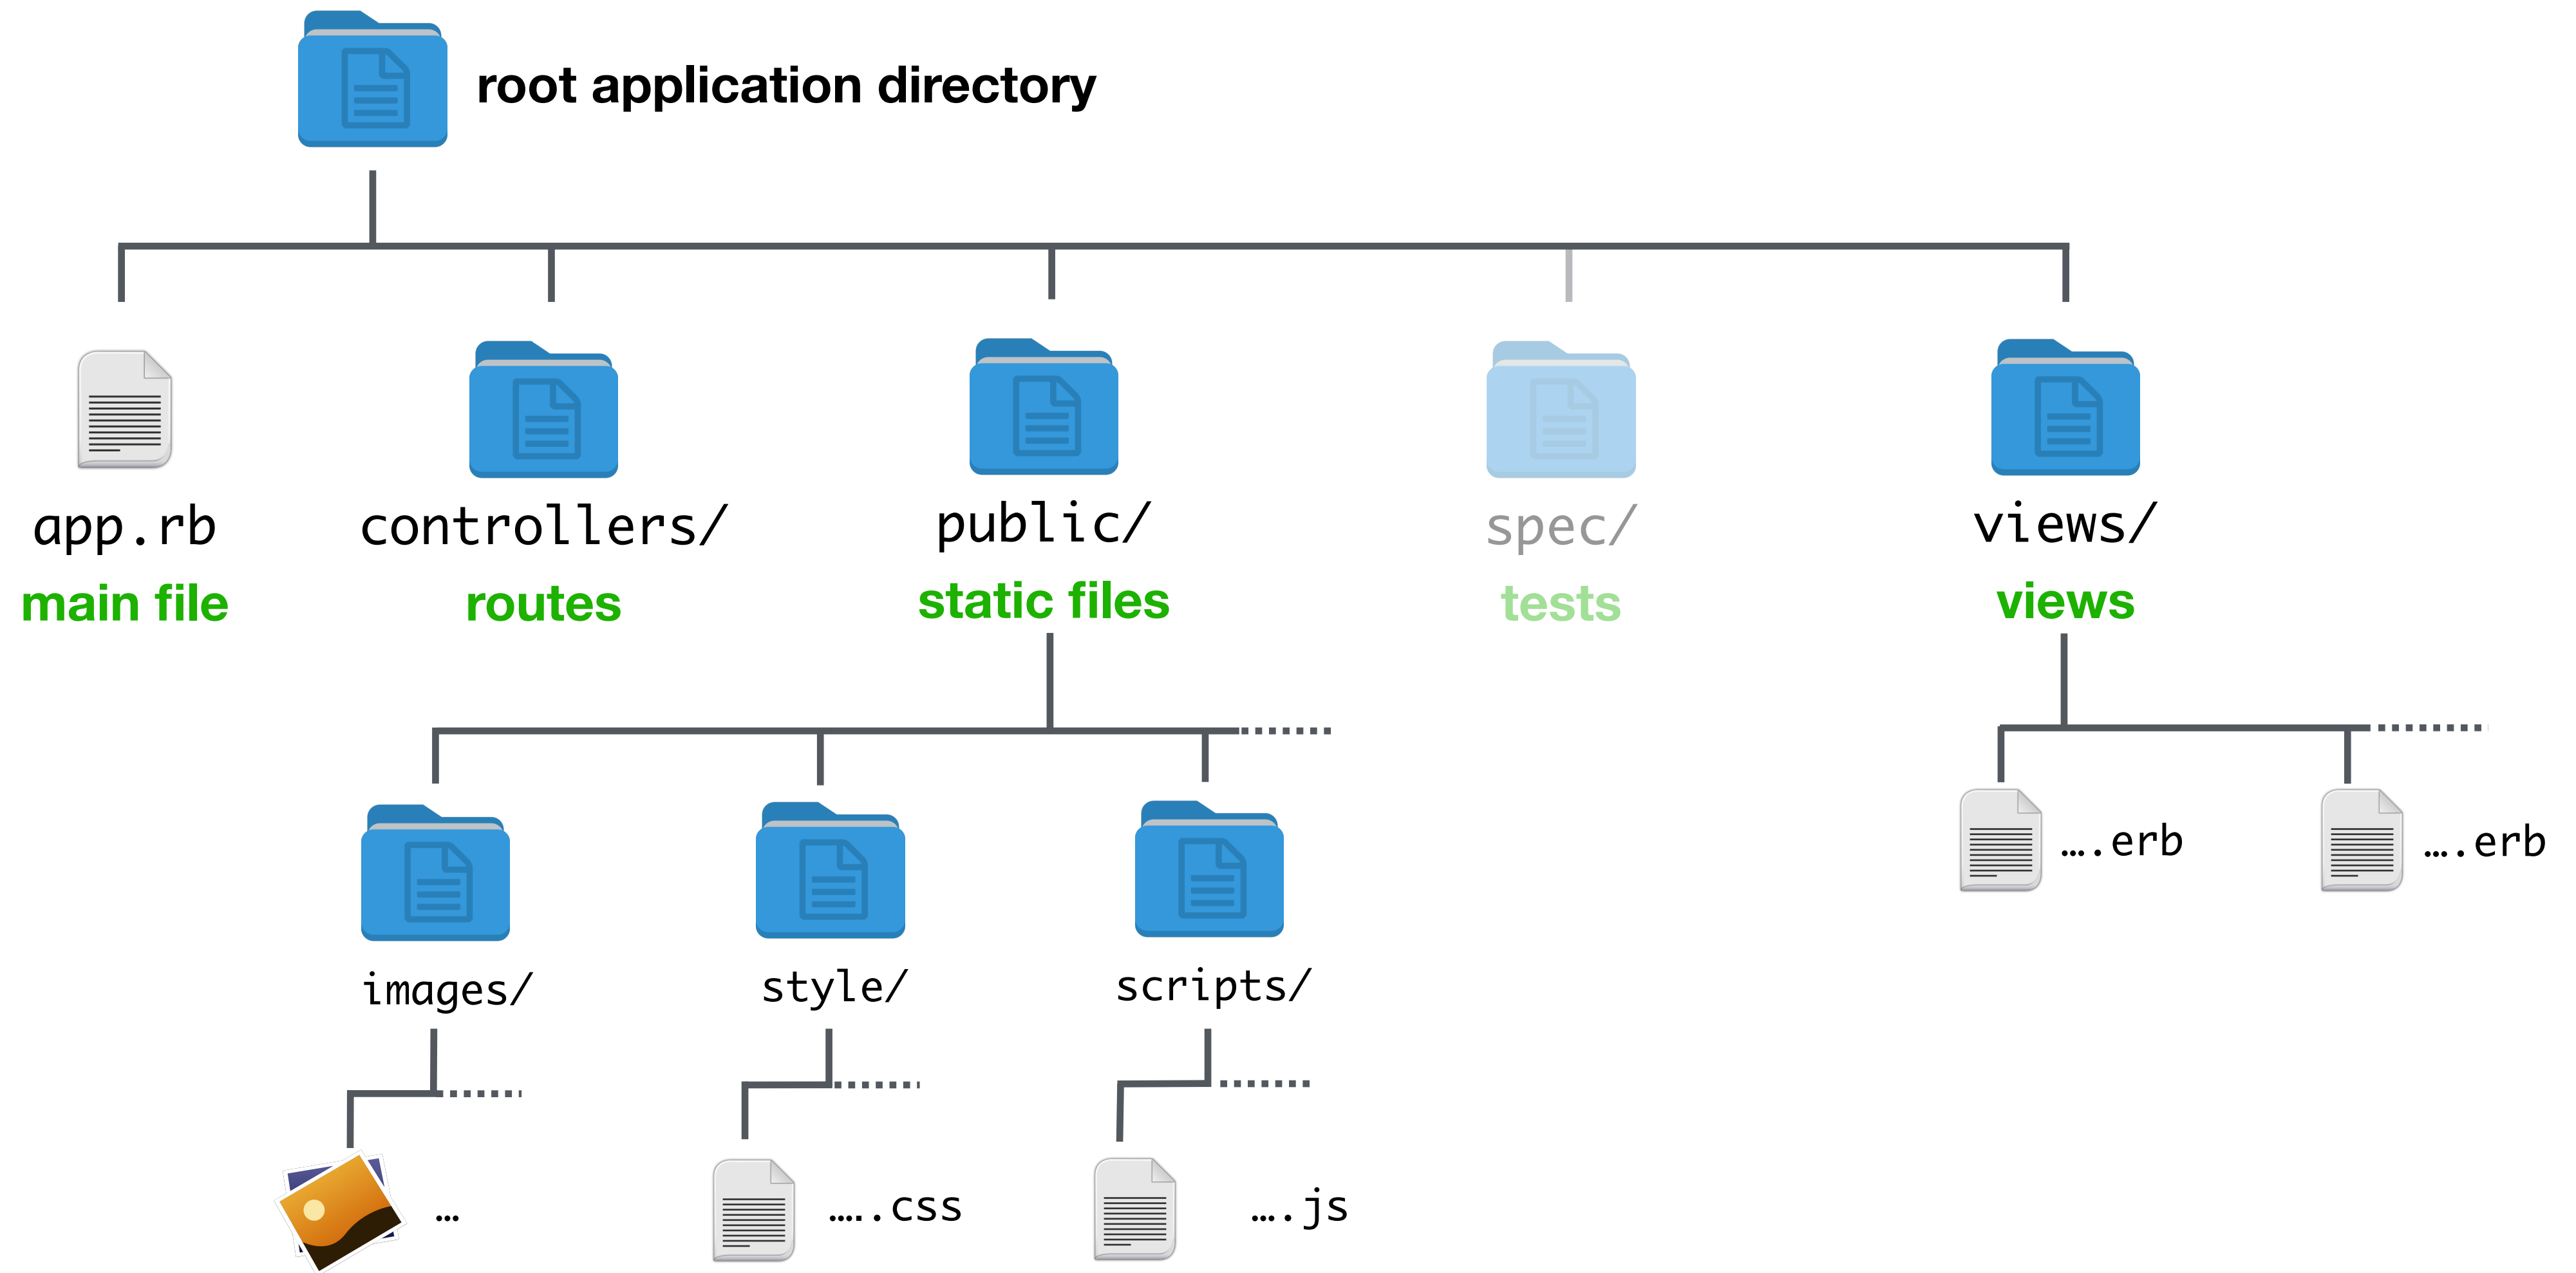 root application directory
app.rb
controllers/
public/
spec/
views/
main file
routes
static files
tests
views
….erb
….erb
images/
style/
scripts/
…
…..css
….js